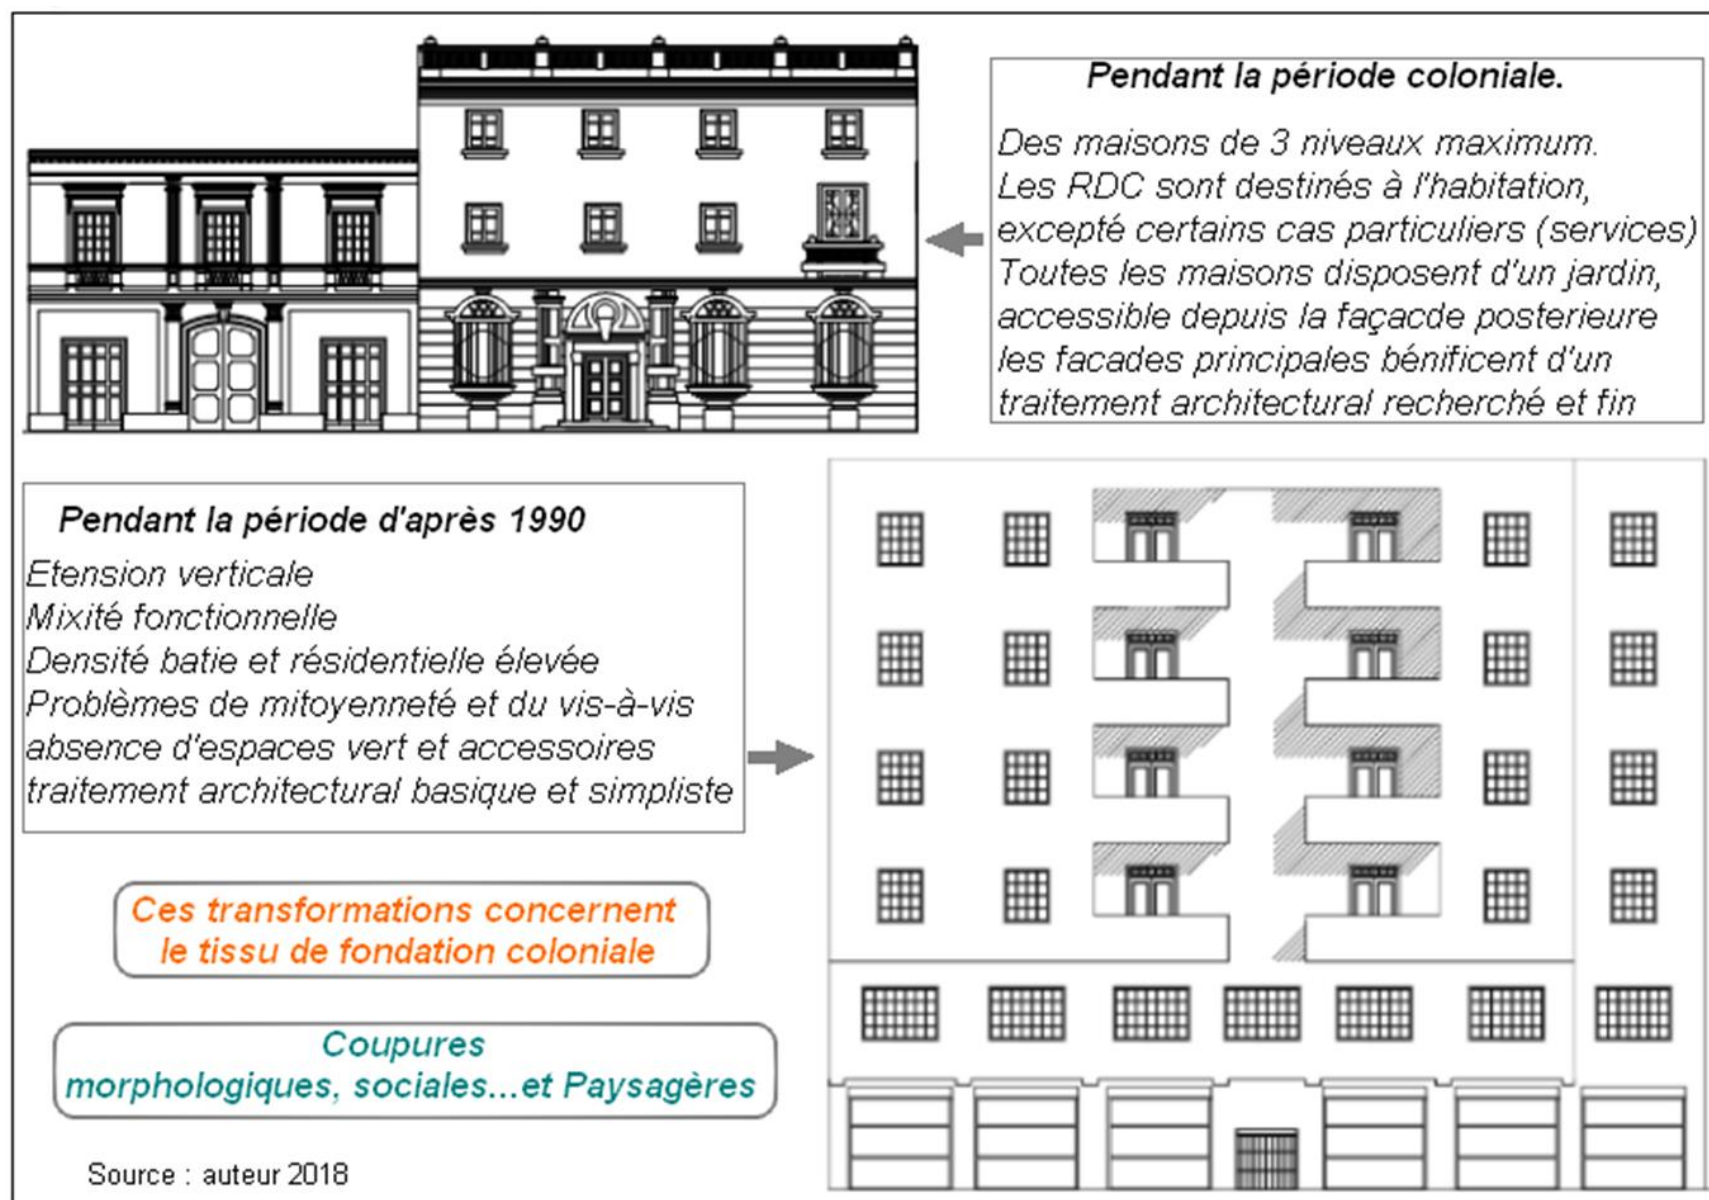 Pendant la période coloniale.
Des maisons de 3 niveaux maximum.
Les RDC sont destinés à l'habitation,
excepté certains cas particuliers (services)
Toutes les maisons disposent d'un jardin,
accessible depuis la façacde posterieure
les facades principales bénificent d'un
traitement architectural recherché et fin
Pendant la période d'après 1990
Etension verticale
Mixité fonctionnelle
Densité batie et résidentielle élevée
Problèmes de mitoyenneté et du vis-à-vis
absence d'espaces vert et accessoires
traitement architectural basique et simpliste
Ces transformations concernent
le tissu de fondation coloniale
Coupures
morphologiques, sociales...et Paysagères
Source : auteur 2018